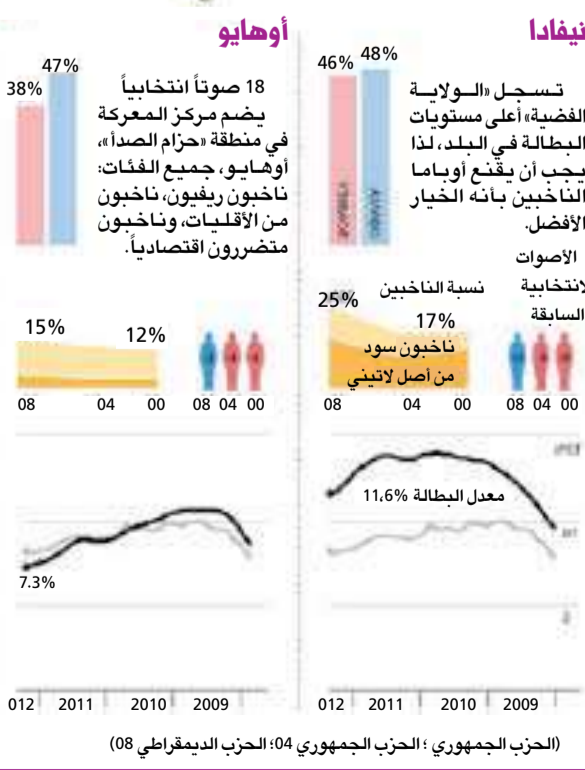 نيفادا
48%
46%
تسجل «الولاية
الفضية» أعلى مستويات
البطالة في البلد، لذا
يجب أن يقنع أوباما
الناخبين بأنه الخيار
الأفضل.
الأصوات
لانتخابية
السابقة
نسبة الناخبين
25%
17%
ناخبون سود
من أصل لاتيني
08 04 00
08 04 00
معدل البطالة 11،6%
012 2011 2010 2009
أوهايو
47%
38%
18 صوتاً انتخابياً
يضم مركز المعركة
في منطقة «حزام الصدأ»،
أوهايو، جميع الفئات:
ناخبون ريفيون، ناخبون
من الأقليات، وناخبون
متضررون اقتصادياً.
15%
12%
08 04 00
08 04 00
7.3%
012 2011 2010 2009
(الحزب الجمهوري ؛ الحزب الجمهوري 04؛ الحزب الديمقراطي 08)